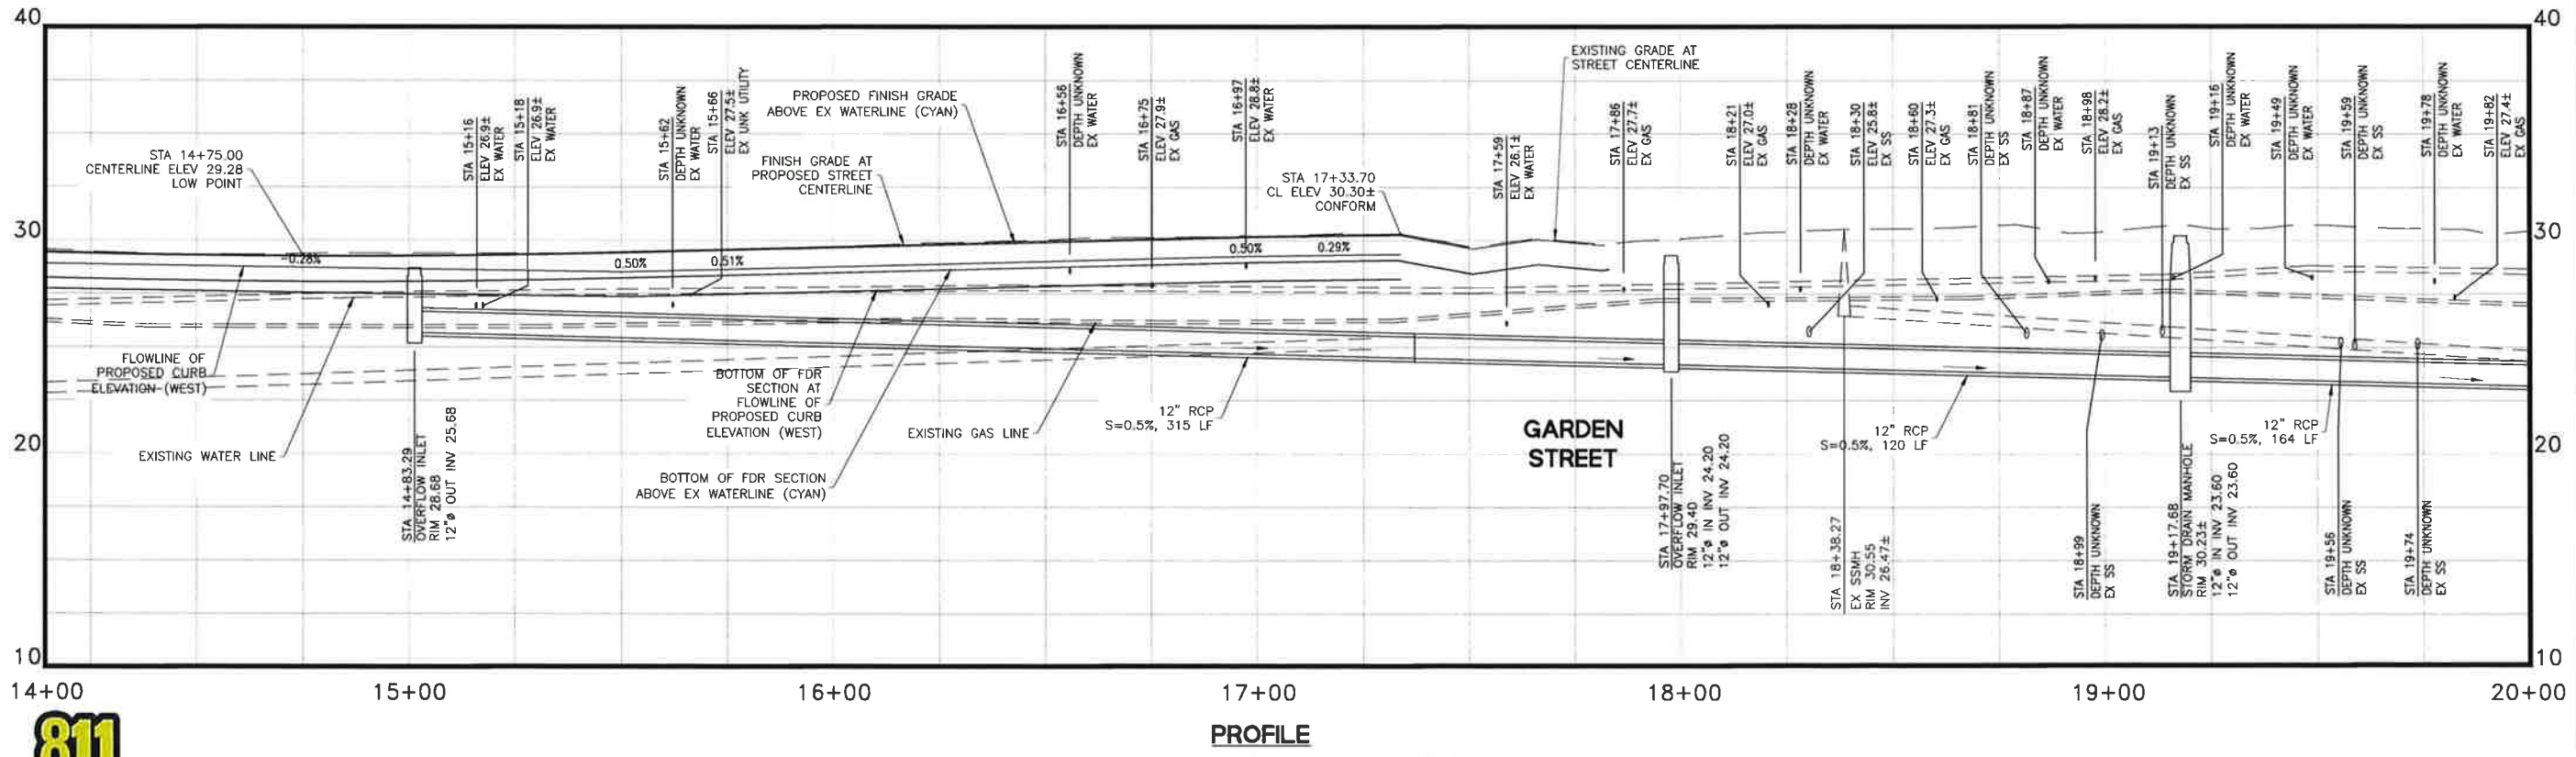 40
40
30
30
20
20
10
10
STA 14+75.00
CENTERLINE ELEV 29.28
LOW POINT
-0.28%
FLOWLINE OF
PROPOSED CURB
ELEVATION (WEST)
EXISTING WATER LINE
STA 14+83.29
OVERFLOW INLET
RIM 28.68
12"ø OUT INV 25.68
STA 15+16
ELEV 26.9±
EX WATER
STA 15+18
ELEV 26.9±
EX WATER
0.50%
STA 15+62
DEPTH UNKNOWN
EX WATER
STA 15+66
ELEV 27.5±
EX UNK UTILITY
0.51%
PROPOSED FINISH GRADE
ABOVE EX WATERLINE (CYAN)
FINISH GRADE AT
PROPOSED STREET
CENTERLINE
BOTTOM OF FDR
SECTION AT
FLOWLINE OF
PROPOSED CURB
ELEVATION (WEST)
BOTTOM OF FDR SECTION
ABOVE EX WATERLINE (CYAN)
EXISTING GAS LINE
STA 16+56
DEPTH UNKNOWN
EX WATER
STA 16+75
ELEV 27.9±
EX GAS
STA 16+97
ELEV 28.8±
EX WATER
0.50%
0.29%
12" RCP
S=0.5%, 315 LF
STA 17+33.70
CL ELEV 30.30±
CONFORM
STA 17+59
ELEV 26.1±
EX WATER
EXISTING GRADE AT
STREET CENTERLINE
STA 17+86
ELEV 27.7±
EX GAS
GARDEN
STREET
STA 17+97.70
OVERFLOW INLET
RIM 29.40
12"ø IN INV 24.20
12"ø OUT INV 24.20
STA 18+21
ELEV 27.0±
EX GAS
STA 18+28
DEPTH UNKNOWN
EX WATER
STA 18+30
ELEV 25.8±
EX SS
STA 18+38.27
EX SSMH
RIM 30.55
INV 26.47±
12" RCP
S=0.5%, 120 LF
STA 18+60
ELEV 27.3±
EX GAS
STA 18+81
DEPTH UNKNOWN
EX SS
STA 18+87
DEPTH UNKNOWN
EX WATER
STA 18+98
ELEV 28.2±
EX GAS
STA 18+99
DEPTH UNKNOWN
EX SS
STA 19+13
DEPTH UNKNOWN
EX SS
STA 19+16
DEPTH UNKNOWN
EX WATER
STA 19+17.68
STORM DRAIN MANHOLE
RIM 30.23±
12"ø IN INV 23.60
12"ø OUT INV 23.60
12" RCP
S=0.5%, 164 LF
STA 19+49
DEPTH UNKNOWN
EX WATER
STA 19+59
DEPTH UNKNOWN
EX SS
STA 19+56
DEPTH UNKNOWN
EX SS
STA 19+74
DEPTH UNKNOWN
EX SS
STA 19+78
DEPTH UNKNOWN
EX WATER
STA 19+82
ELEV 27.4±
EX GAS
14+00
15+00
16+00
17+00
18+00
19+00
20+00
PROFILE
811